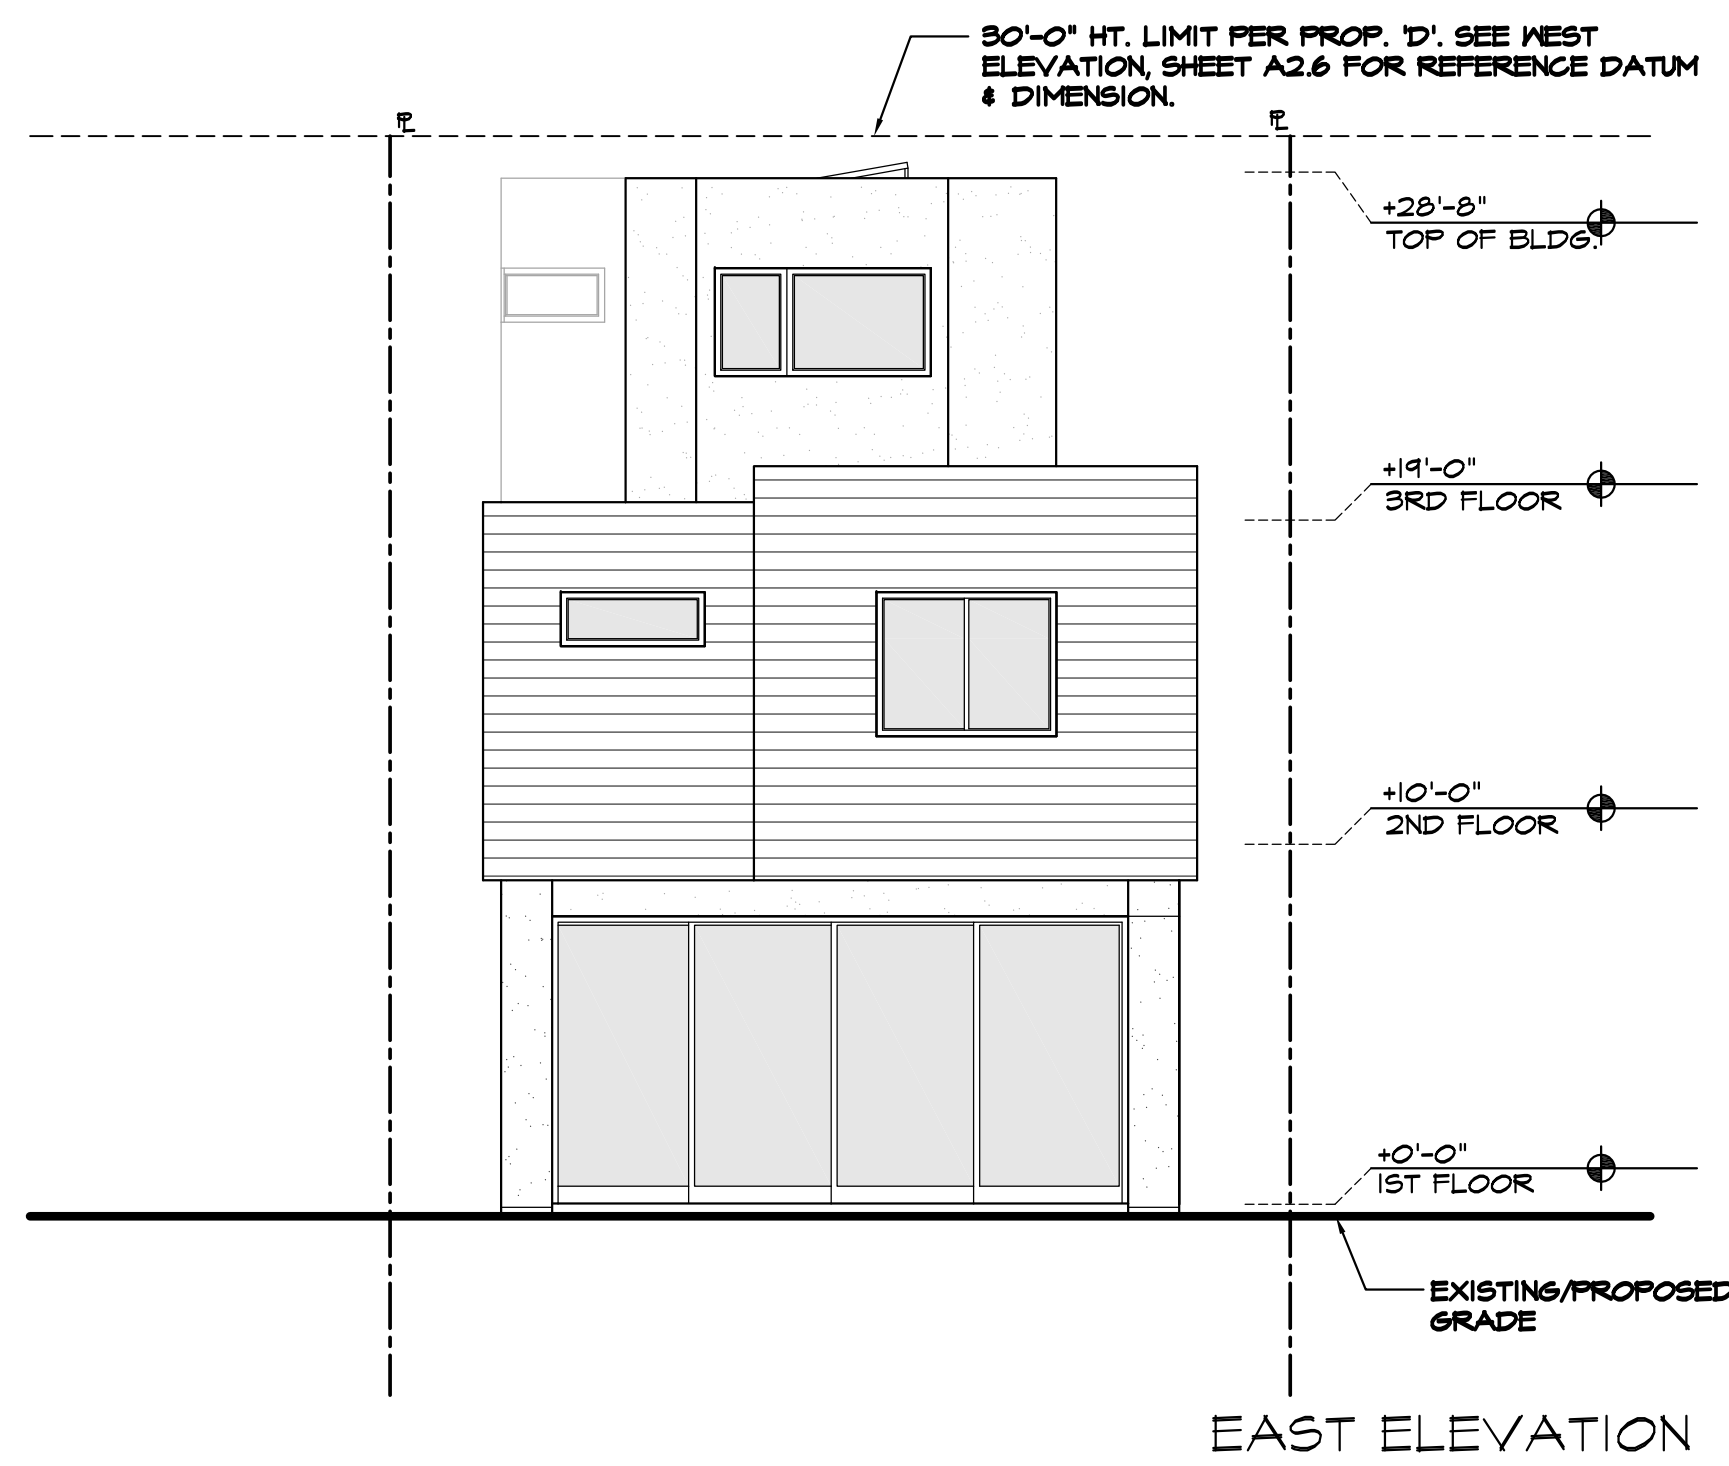 30'-0" HT. LIMIT PER PROP. 'D'. SEE WEST
ELEVATION, SHEET A2.6 FOR REFERENCE DATUM
& DIMENSION.
PL
PL
+28'-8"
TOP OF BLDG.
+19'-0"
3RD FLOOR
+10'-0"
2ND FLOOR
+0'-0"
1ST FLOOR
EXISTING/PROPOSED
GRADE
EAST ELEVATION